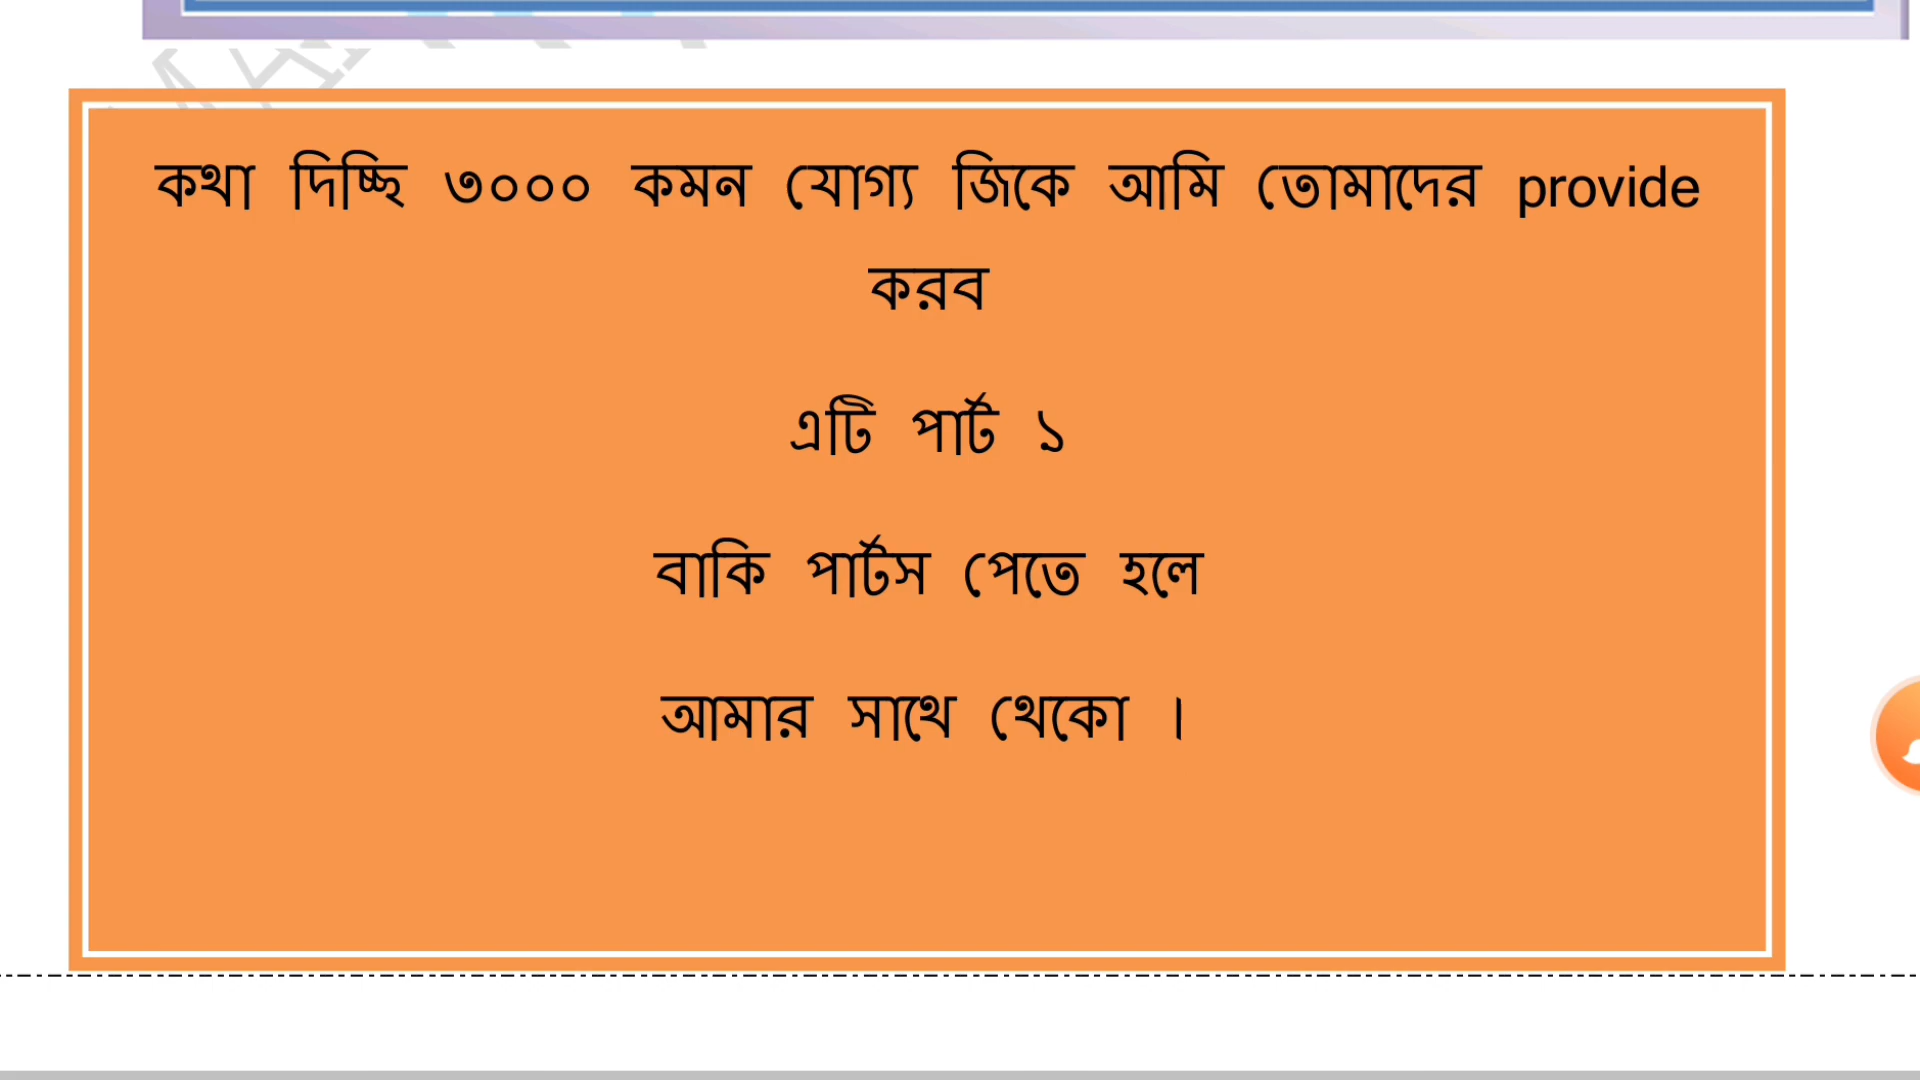 কথা দিচ্ছি ৩০০০ কমন যোগ্য জিকে আমি তোমাদের provide
করব
এটি পার্ট ১
বাকি পার্টস পেতে হলে
আমার সাথে থেকো ।